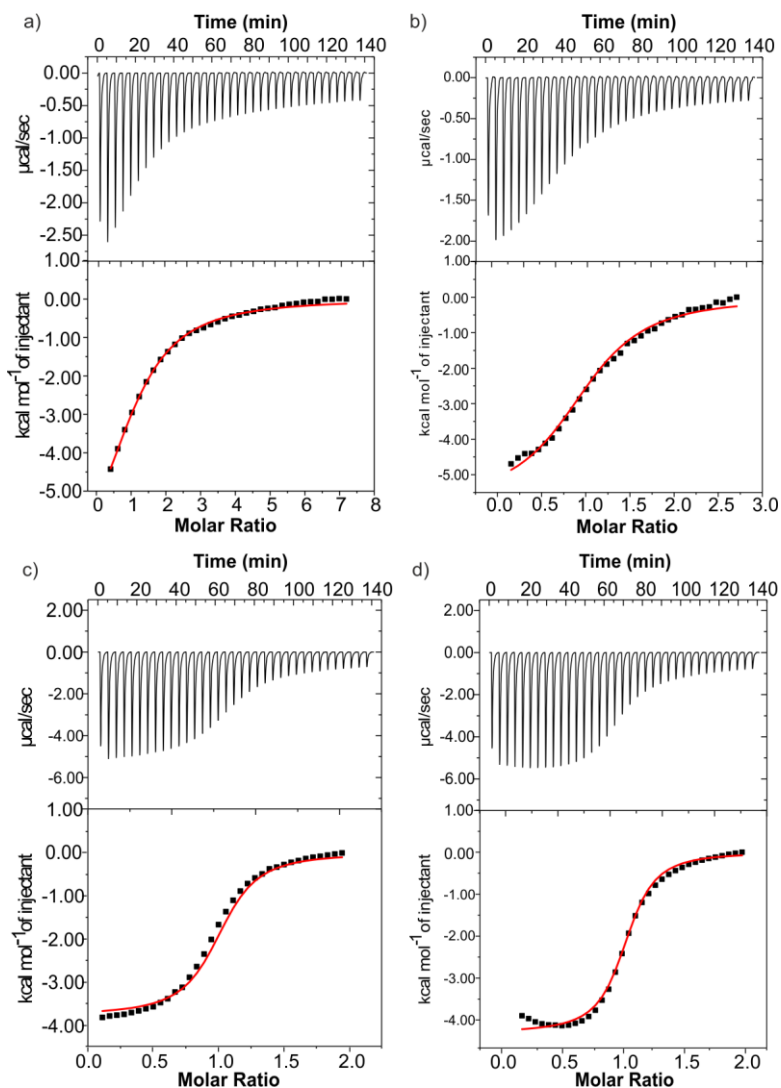 a)
Time (min)
0 20 40 60 80 100 120 140
0.00
-0.50
-1.00
-1.50
-2.00
-2.50
µcal/sec
1.00
0.00
-1.00
-2.00
-3.00
-4.00
-5.00
kcal mol⁻¹ of injectant
0 1 2 3 4 5 6 7 8
Molar Ratio
b)
Time (min)
0 20 40 60 80 100 120 140
0.00
-0.50
-1.00
-1.50
-2.00
µcal/sec
1.00
0.00
-1.00
-2.00
-3.00
-4.00
-5.00
kcal mol⁻¹ of injectant
0.0 0.5 1.0 1.5 2.0 2.5 3.0
Molar Ratio
c)
Time (min)
0 20 40 60 80 100 120 140
2.00
0.00
-2.00
-4.00
-6.00
µcal/sec
1.00
0.00
-1.00
-2.00
-3.00
-4.00
kcal mol⁻¹ of injectant
0.0 0.5 1.0 1.5 2.0
Molar Ratio
d)
Time (min)
0 20 40 60 80 100 120 140
2.00
0.00
-2.00
-4.00
-6.00
µcal/sec
1.00
0.00
-1.00
-2.00
-3.00
-4.00
kcal mol⁻¹ of injectant
0.0 0.5 1.0 1.5 2.0
Molar Ratio